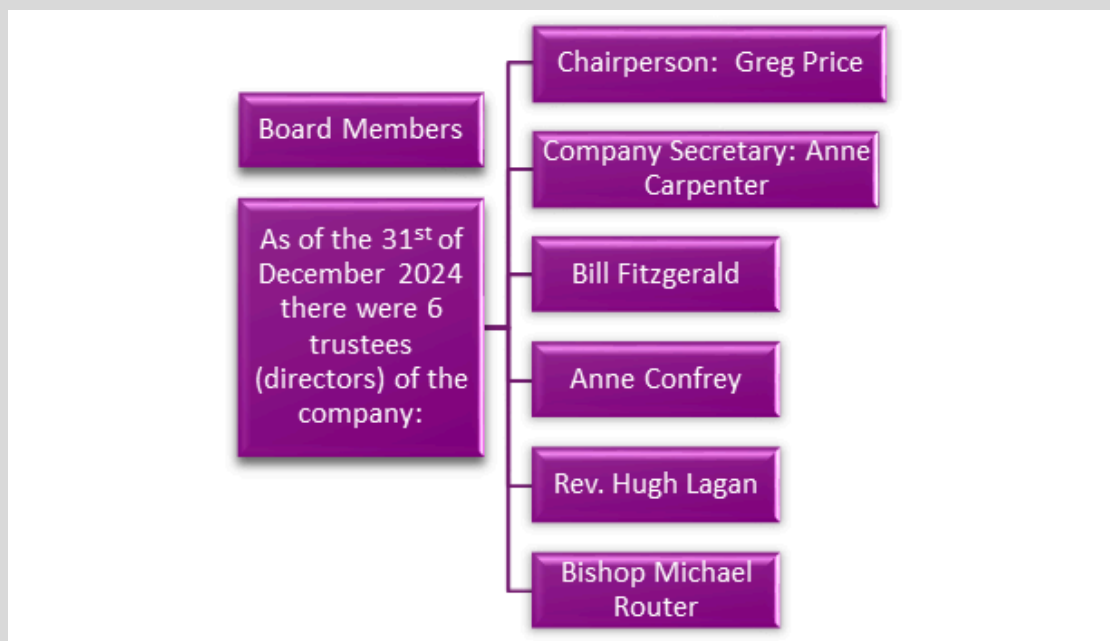 Board Members
As of the 31st of
December 2024
there were 6
trustees
(directors) of the
company:
Chairperson: Greg Price
Company Secretary: Anne
Carpenter
Bill Fitzgerald
Anne Confrey
Rev. Hugh Lagan
Bishop Michael
Router